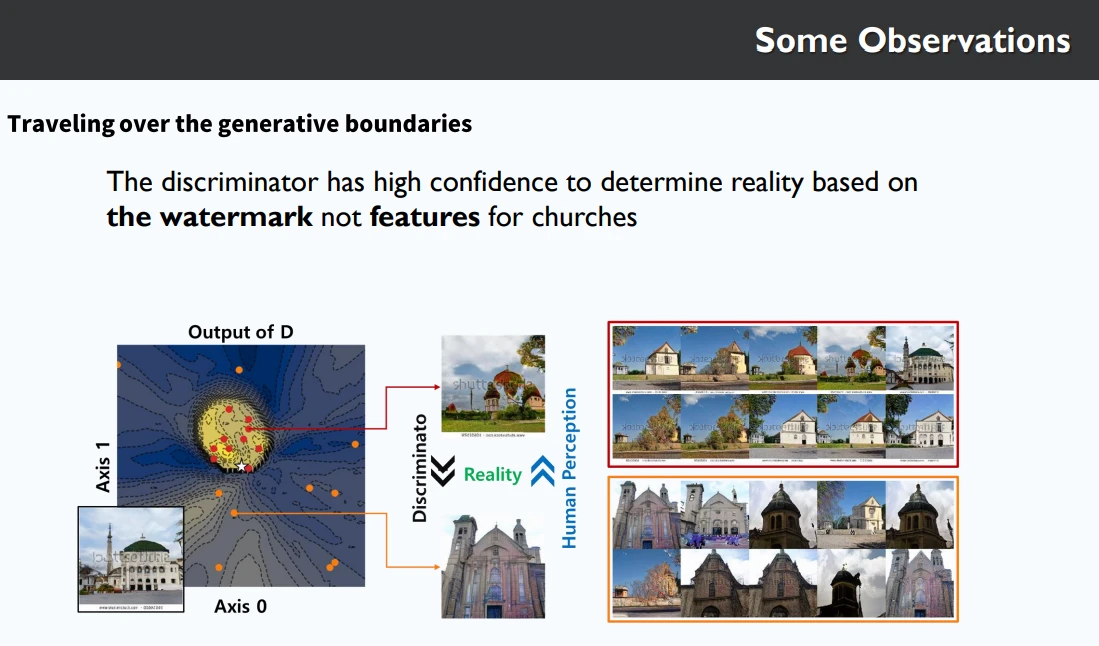 Some Observations
Traveling over the generative boundaries
The discriminator has high confidence to determine reality based on
the watermark not features for churches
Output of D
Axis 1
Axis 0
Discriminato
Reality
Human Perception